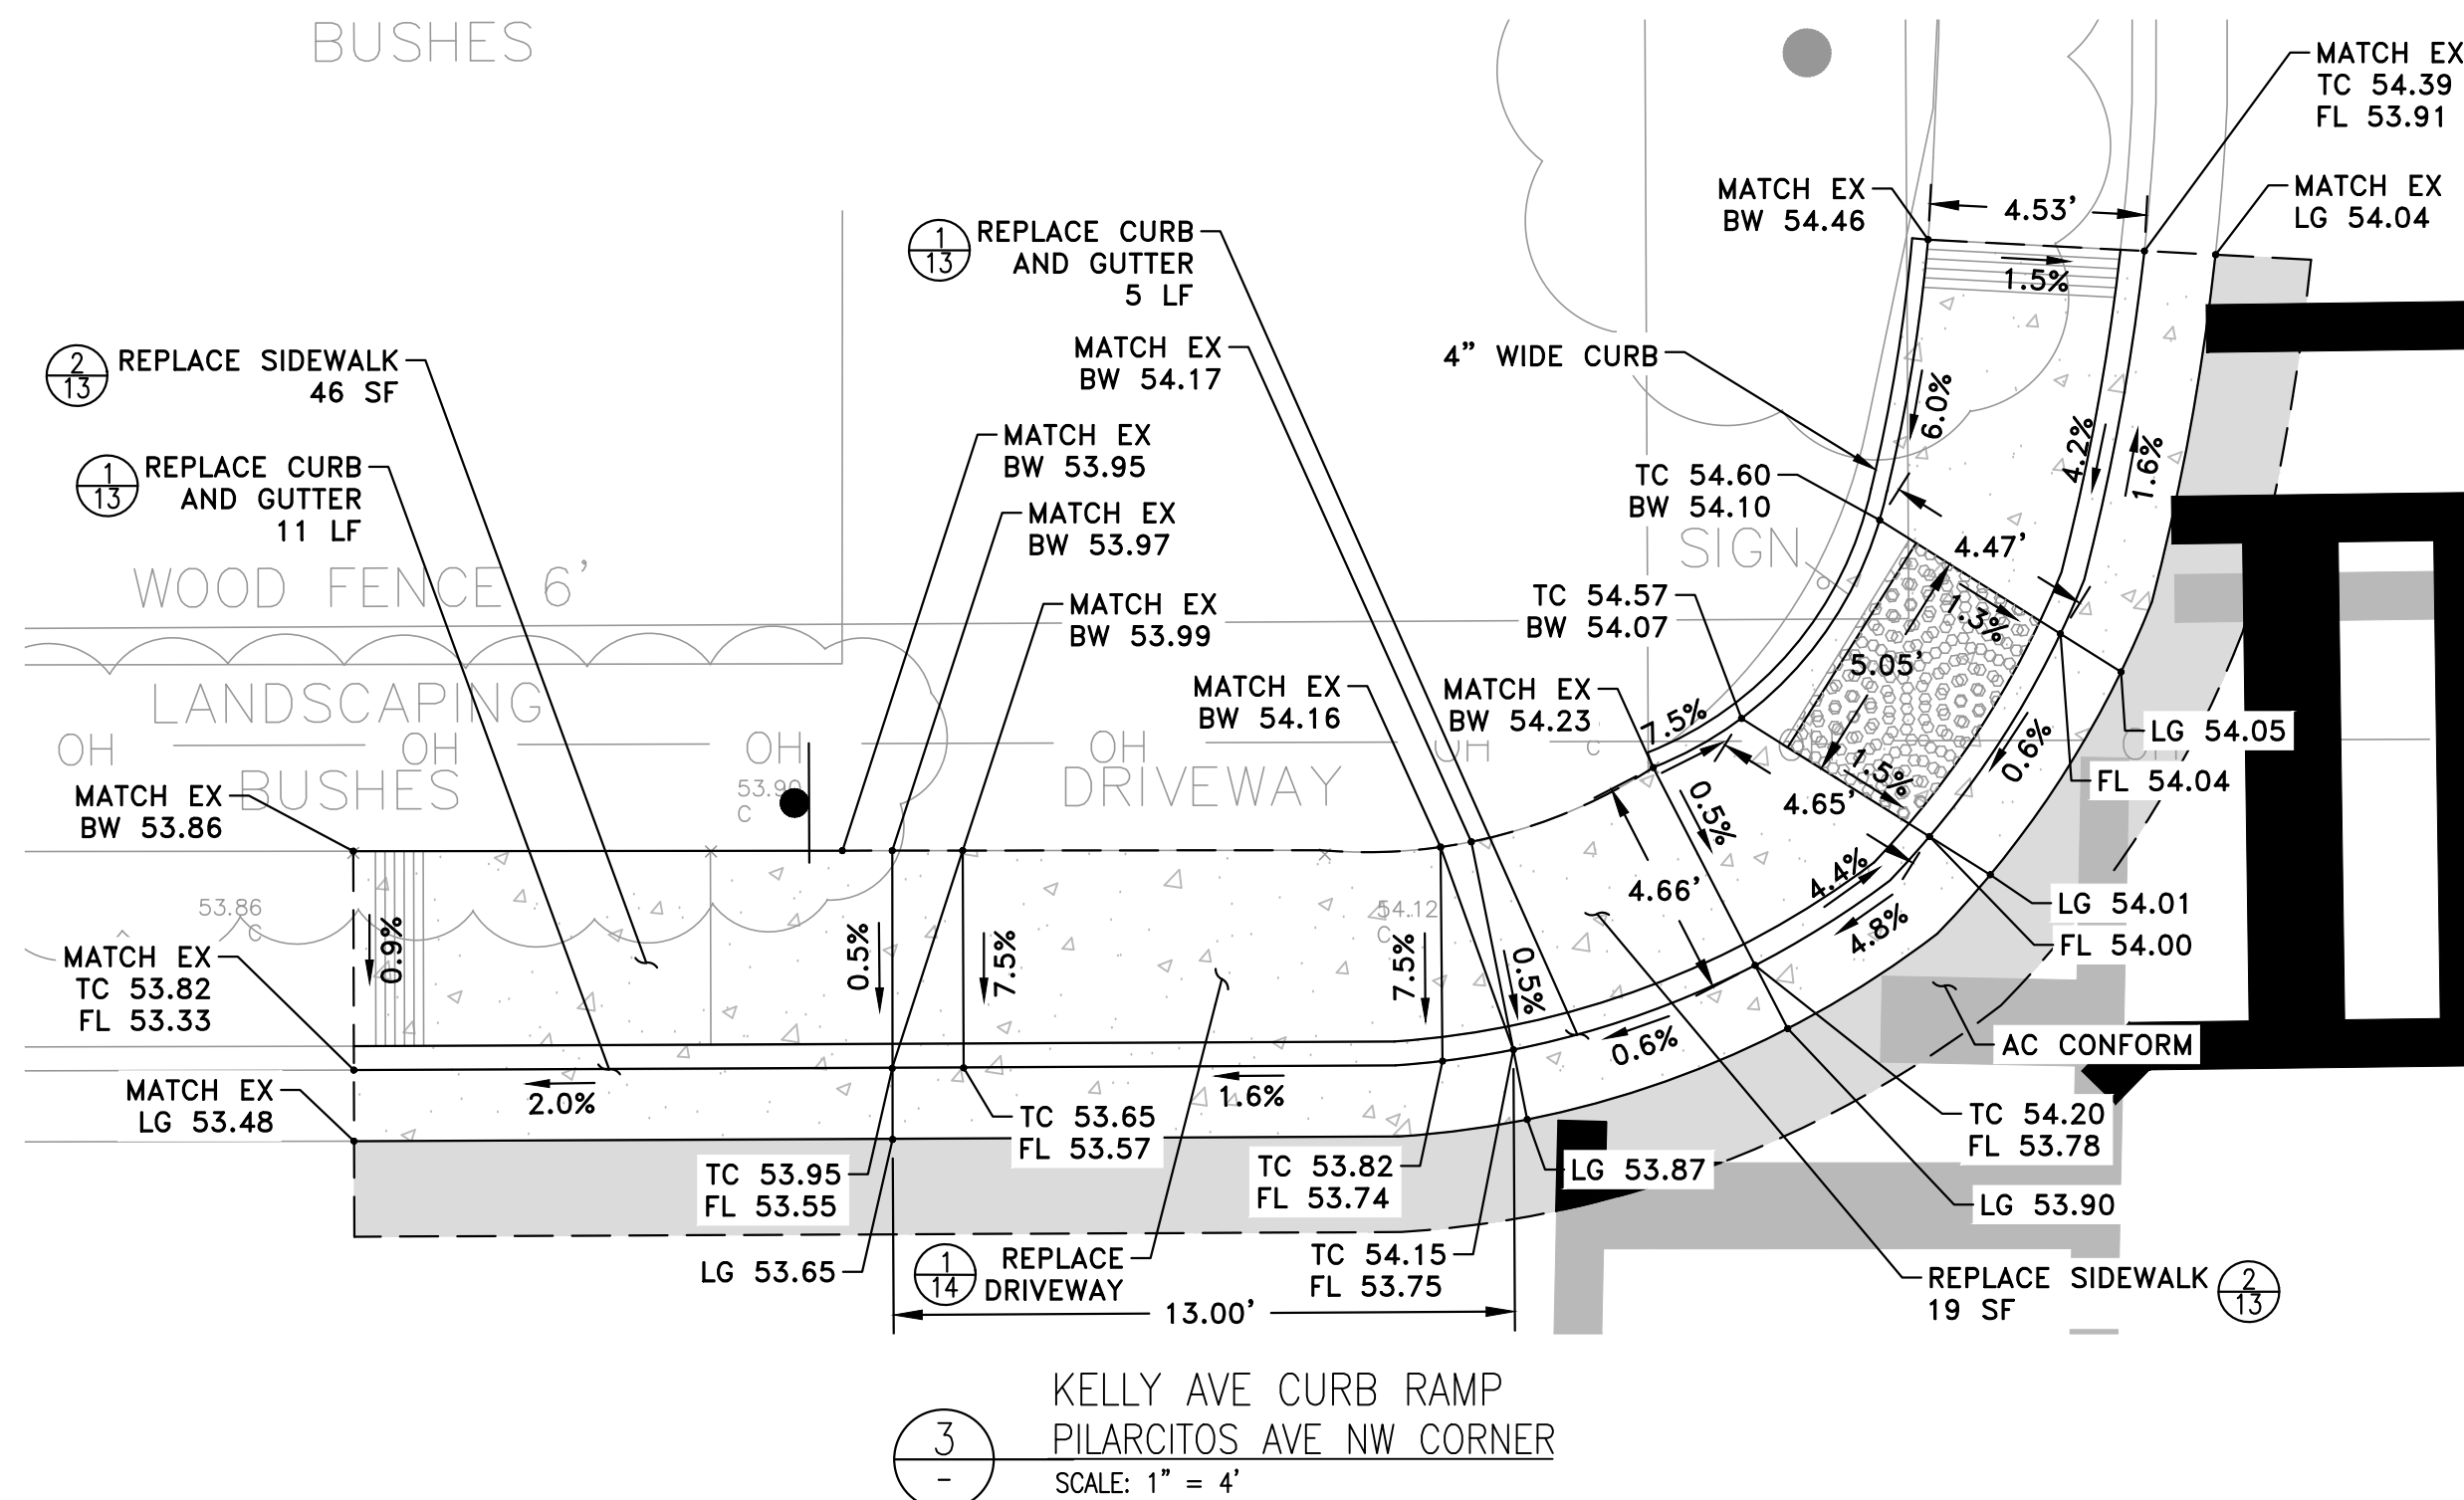 BUSHES
MATCH EX
TC 54.39
FL 53.91
MATCH EX
BW 54.46
4.53'
MATCH EX
LG 54.04
1
13
REPLACE CURB
AND GUTTER
5 LF
1.5%
2
13
REPLACE SIDEWALK
46 SF
MATCH EX
BW 54.17
4" WIDE CURB
6.0%
4.2%
1.6%
1
13
REPLACE CURB
AND GUTTER
11 LF
MATCH EX
BW 53.95
TC 54.60
BW 54.10
MATCH EX
BW 53.97
SIGN
4.47'
WOOD FENCE 6'
MATCH EX
BW 53.99
TC 54.57
BW 54.07
1.3%
5.05'
LANDSCAPING
MATCH EX
BW 54.16
MATCH EX
BW 54.23
7.5%
LG 54.05
OH
OH
OH
OH
OH
C
0.6%
BUSHES
53.90
C
DRIVEWAY
1.5%
FL 54.04
MATCH EX
BW 53.86
0.5%
4.65'
4.66'
4.4%
LG 54.01
53.86
C
54.12
C
4.8%
FL 54.00
0.9%
MATCH EX
TC 53.82
FL 53.33
0.5%
7.5%
7.5%
0.5%
0.6%
AC CONFORM
MATCH EX
LG 53.48
2.0%
1.6%
TC 53.65
FL 53.57
TC 54.20
FL 53.78
TC 53.95
FL 53.55
TC 53.82
FL 53.74
LG 53.87
LG 53.90
LG 53.65
1
14
REPLACE
DRIVEWAY
TC 54.15
FL 53.75
REPLACE SIDEWALK
19 SF
2
13
13.00'
3
-
KELLY AVE CURB RAMP
PILARCITOS AVE NW CORNER
SCALE: 1" = 4'